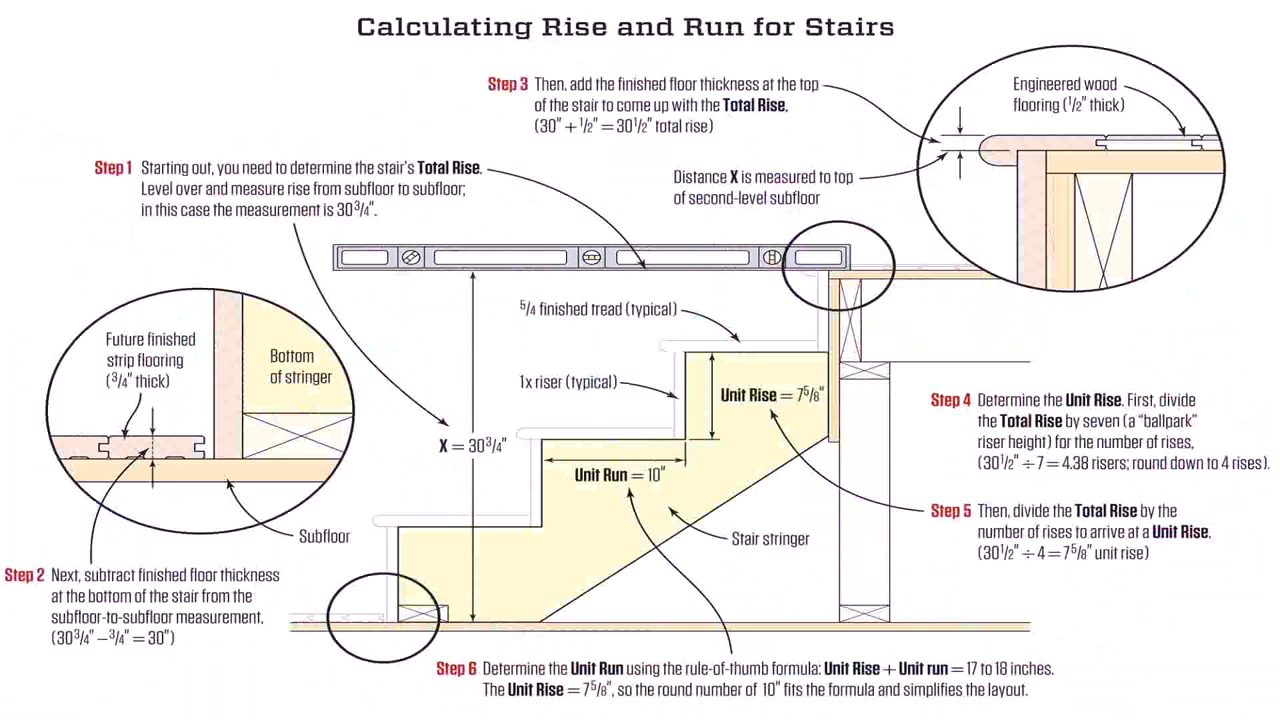 Calculating Rise and Run for Stairs
Step 3 Then, add the finished floor thickness at the top
of the stair to come up with the Total Rise.
(30" + 1/2" = 30 1/2" total rise)
Engineered wood
flooring (1/2" thick)
Step 1 Starting out, you need to determine the stair's Total Rise.
Level over and measure rise from subfloor to subfloor;
in this case the measurement is 30 3/4".
Distance X is measured to top
of second-level subfloor
5/4 finished tread (typical)
Future finished
strip flooring
(3/4" thick)
Bottom
of stringer
1x riser (typical)
Unit Rise = 7 5/8"
Step 4 Determine the Unit Rise. First, divide
the Total Rise by seven (a "ballpark"
riser height) for the number of rises,
(30 1/2" ÷ 7 = 4.38 risers; round down to 4 rises).
X = 30 3/4"
Unit Run = 10"
Step 5 Then, divide the Total Rise by the
number of rises to arrive at a Unit Rise.
(30 1/2" ÷ 4 = 7 5/8" unit rise)
Subfloor
Stair stringer
Step 2 Next, subtract finished floor thickness
at the bottom of the stair from the
subfloor-to-subfloor measurement,
(30 3/4" – 3/4" = 30")
Step 6 Determine the Unit Run using the rule-of-thumb formula: Unit Rise + Unit run = 17 to 18 inches.
The Unit Rise = 7 5/8", so the round number of 10" fits the formula and simplifies the layout.